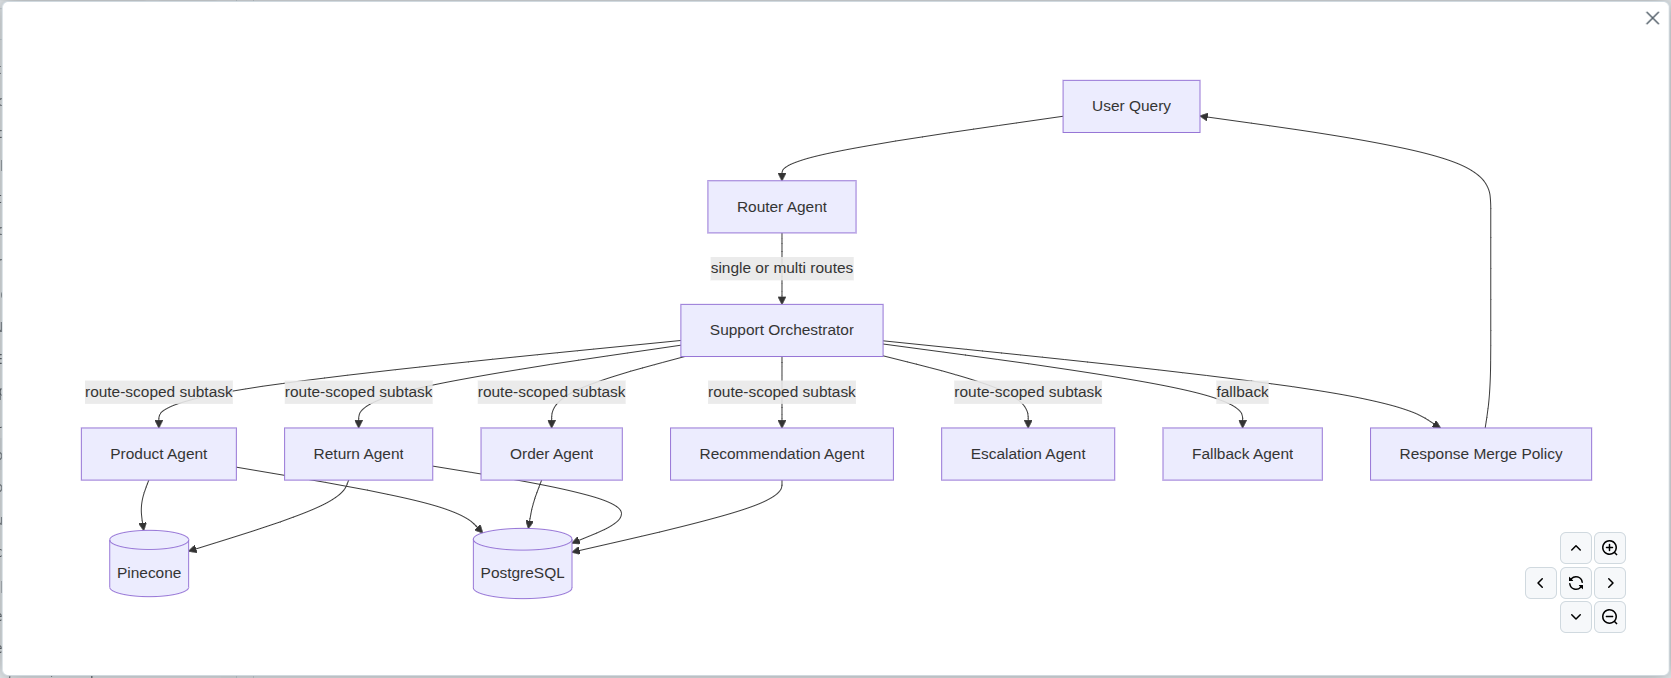 User Query
Router Agent
single or multi routes
Support Orchestrator
route-scoped subtask
route-scoped subtask
route-scoped subtask
route-scoped subtask
route-scoped subtask
fallback
Product Agent
Return Agent
Order Agent
Recommendation Agent
Escalation Agent
Fallback Agent
Response Merge Policy
Pinecone
PostgreSQL